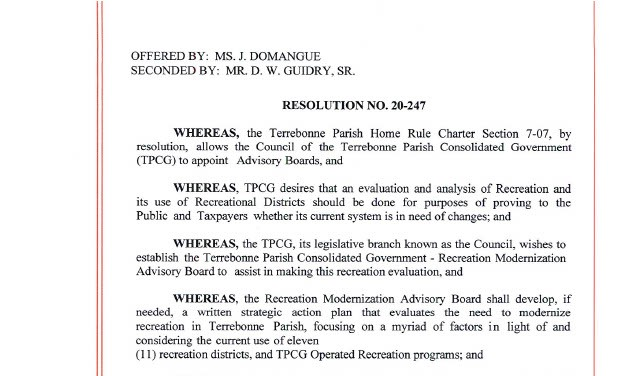 OFFERED BY: MS. J. DOMANGUE
SECONDED BY: MR. D. W. GUIDRY, SR.
RESOLUTION NO. 20-247
WHEREAS, the Terrebonne Parish Home Rule Charter Section 7-07, by
resolution, allows the Council of the Terrebonne Parish Consolidated Government
(TPCG) to appoint Advisory Boards, and
WHEREAS, TPCG desires that an evaluation and analysis of Recreation and
its use of Recreational Districts should be done for purposes of proving to the
Public and Taxpayers whether its current system is in need of changes; and
WHEREAS, the TPCG, its legislative branch known as the Council, wishes to
establish the Terrebonne Parish Consolidated Government - Recreation Modernization
Advisory Board to assist in making this recreation evaluation, and
WHEREAS, the Recreation Modernization Advisory Board shall develop, if
needed, a written strategic action plan that evaluates the need to modernize
recreation in Terrebonne Parish, focusing on a myriad of factors in light of and
considering the current use of eleven
(11) recreation districts, and TPCG Operated Recreation programs; and